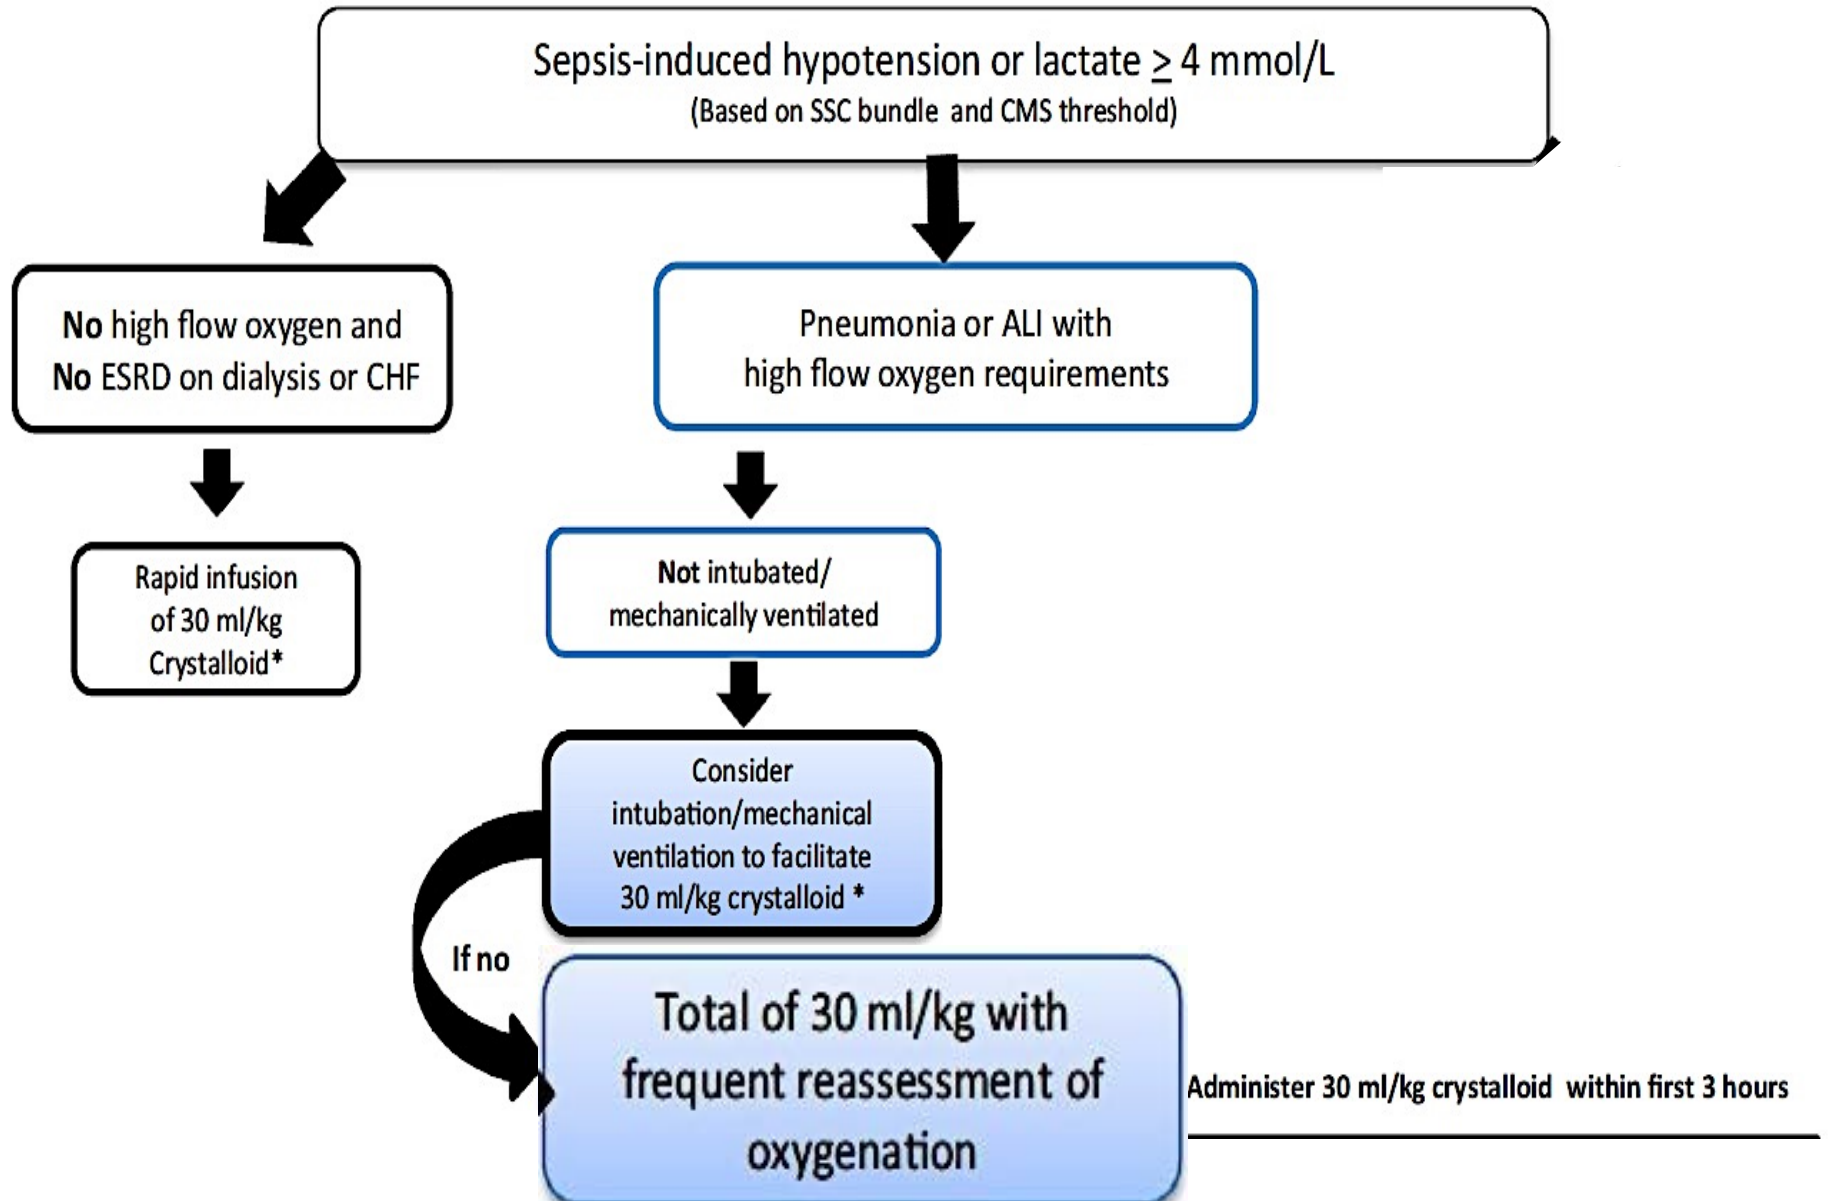 Sepsis-induced hypotension or lactate ≥ 4 mmol/L
(Based on SSC bundle and CMS threshold)
No high flow oxygen and
No ESRD on dialysis or CHF
Pneumonia or ALI with
high flow oxygen requirements
Rapid infusion
of 30 ml/kg
Crystalloid*
Not intubated/
mechanically ventilated
Consider
intubation/mechanical
ventilation to facilitate
30 ml/kg crystalloid *
If no
Total of 30 ml/kg with
frequent reassessment of
oxygenation
Administer 30 ml/kg crystalloid within first 3 hours